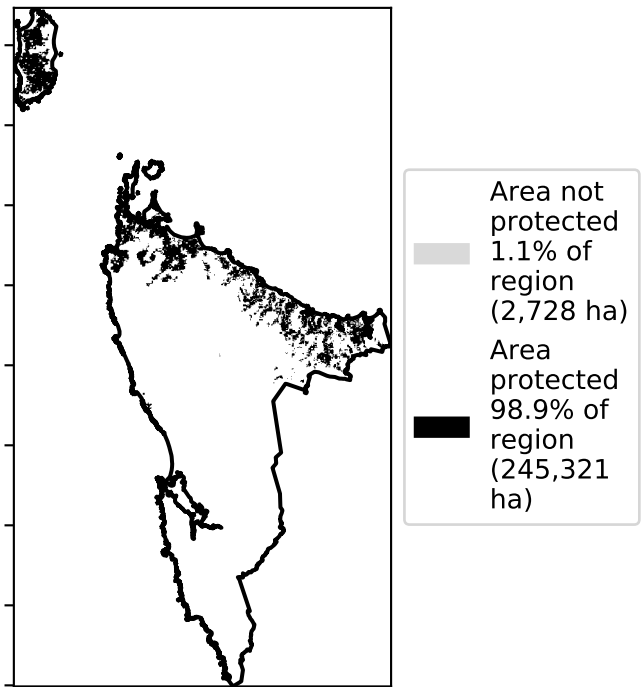 Area not
protected
1.1% of
region
(2,728 ha)
Area
protected
98.9% of
region
(245,321
ha)